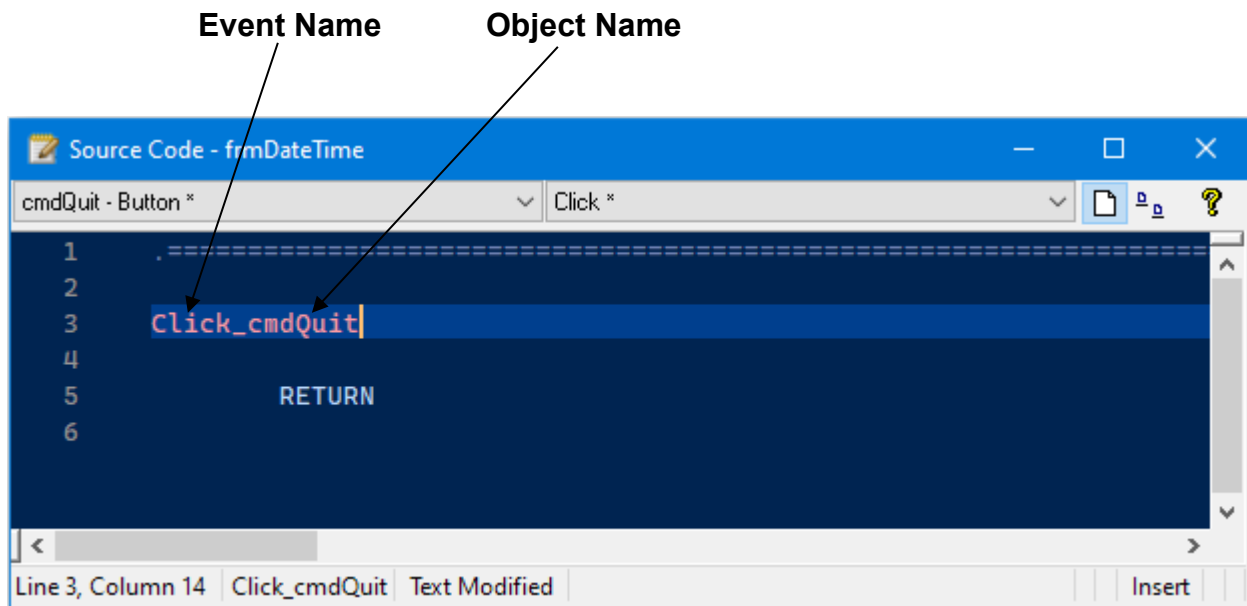 Event Name Object Name
Source Code - frmDateTime
cmdQuit - Button * Click *
1 .==================================================================
2
3 Click_cmdQuit
4
5 RETURN
6
Line 3, Column 14 Click_cmdQuit Text Modified Insert